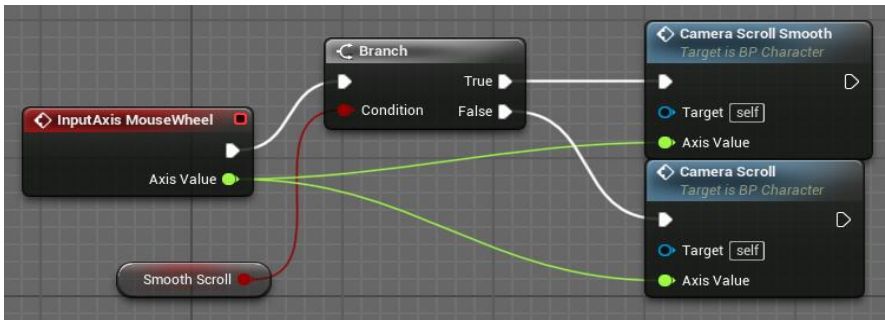 Camera Scroll Smooth
Target is BP Character
Target self
Axis Value
Branch
True
Condition False
InputAxis MouseWheel
Axis Value
Camera Scroll
Target is BP Character
Target self
Axis Value
Smooth Scroll